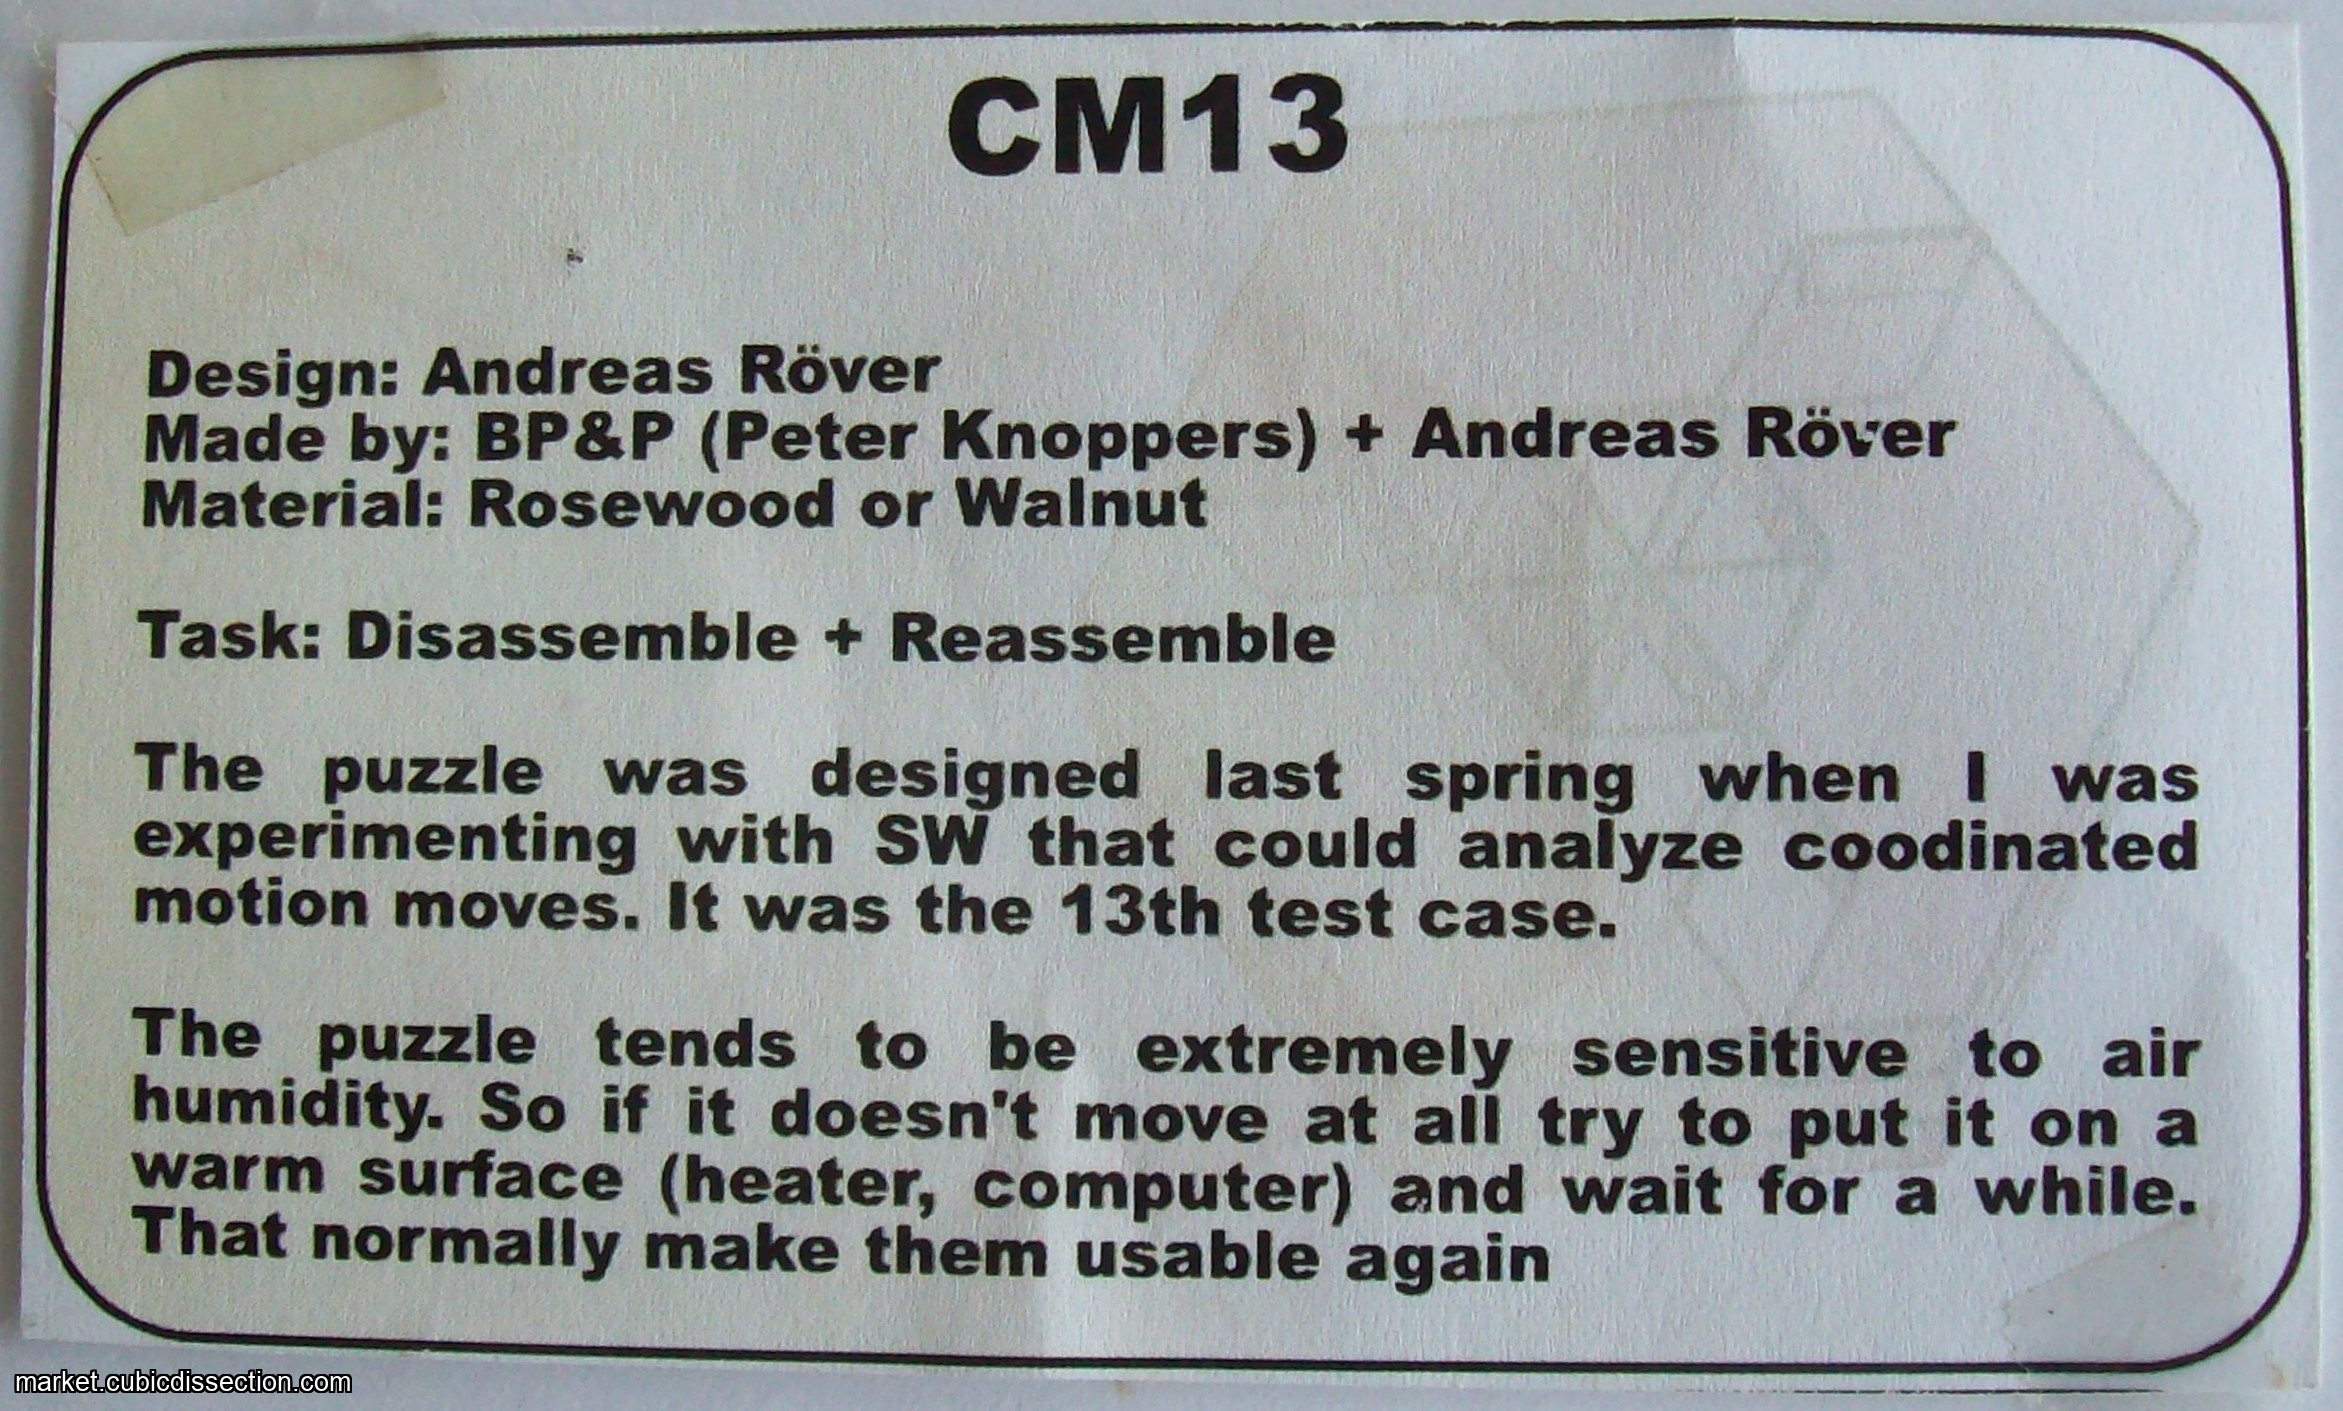 CM13
Design: Andreas Röver
Made by: BP&P (Peter Knoppers) + Andreas Röver
Material: Rosewood or Walnut
Task: Disassemble + Reassemble
The puzzle was designed last spring when I was
experimenting with SW that could analyze coodinated
motion moves. It was the 13th test case.
The puzzle tends to be extremely sensitive to air
humidity. So if it doesn't move at all try to put it on a
warm surface (heater, computer) and wait for a while.
That normally make them usable again
market.cubicdissection.com